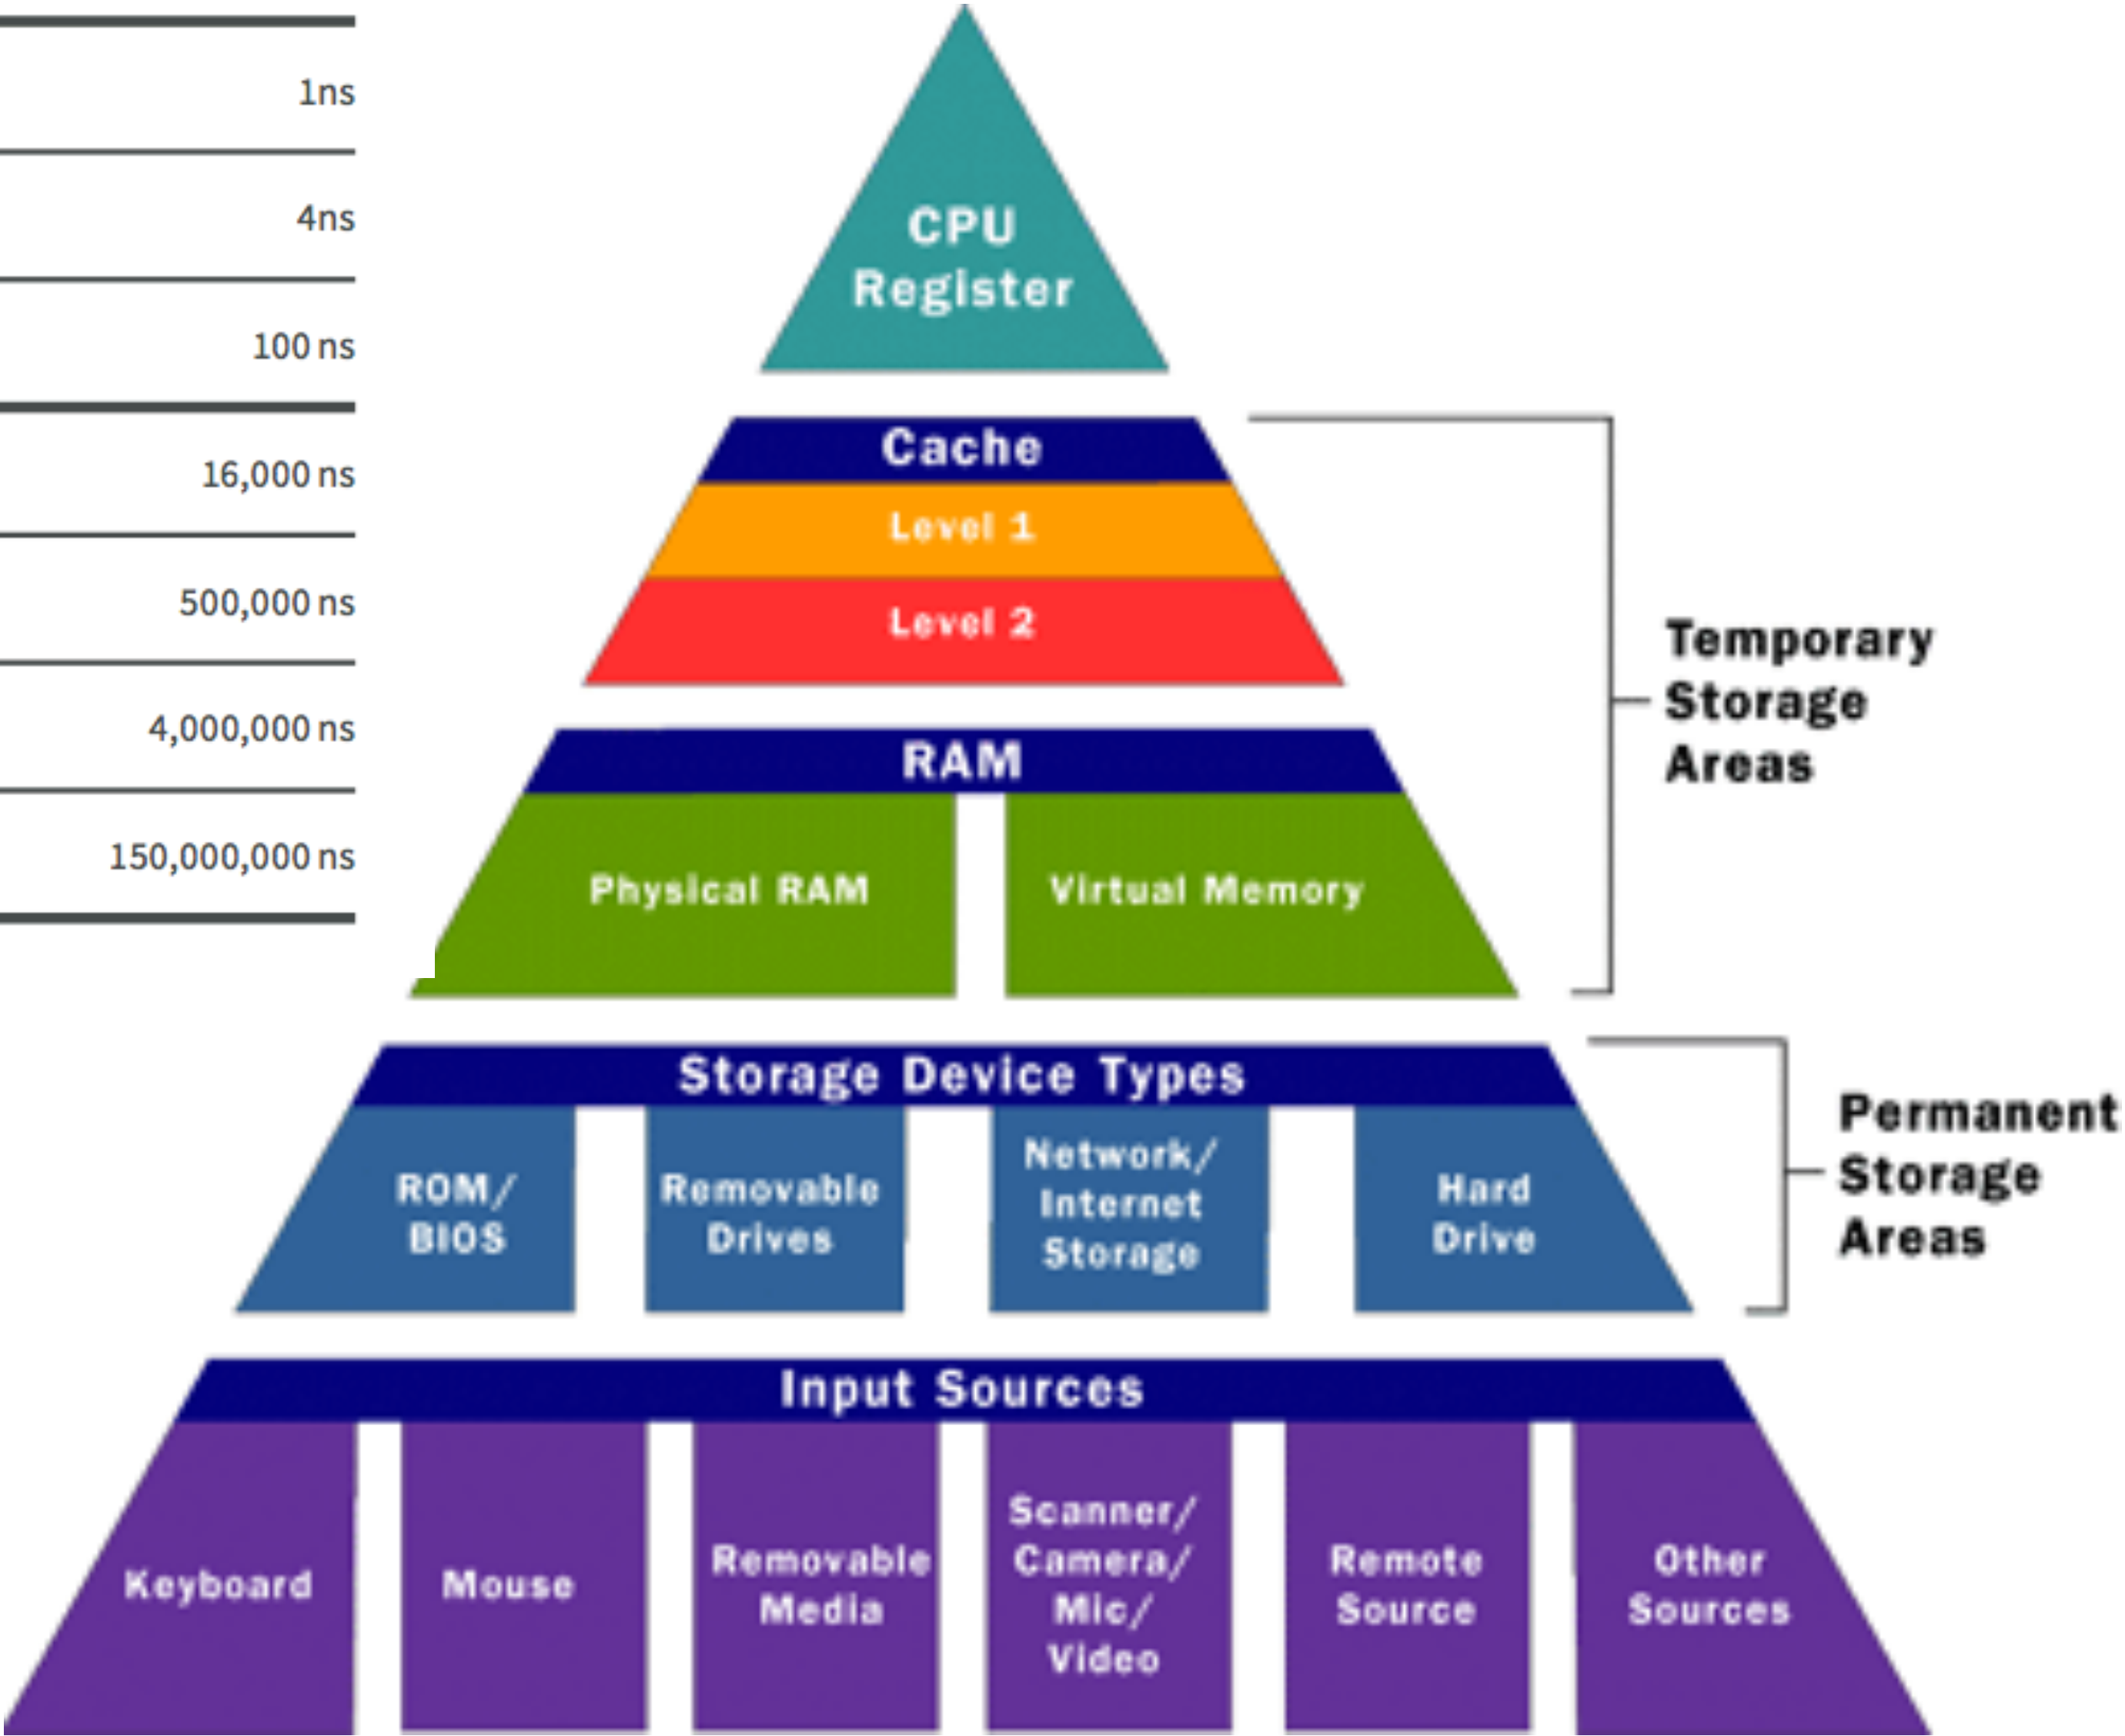 1ns
4ns
100 ns
16,000 ns
500,000 ns
4,000,000 ns
150,000,000 ns
CPU
Register
Cache
Level 1
Level 2
RAM
Physical RAM
Virtual Memory
Temporary
Storage
Areas
Storage Device Types
ROM/
BIOS
Removable
Drives
Network/
Internet
Storage
Hard
Drive
Permanent
Storage
Areas
Input Sources
Keyboard
Mouse
Removable
Media
Scanner/
Camera/
Mic/
Video
Remote
Source
Other
Sources